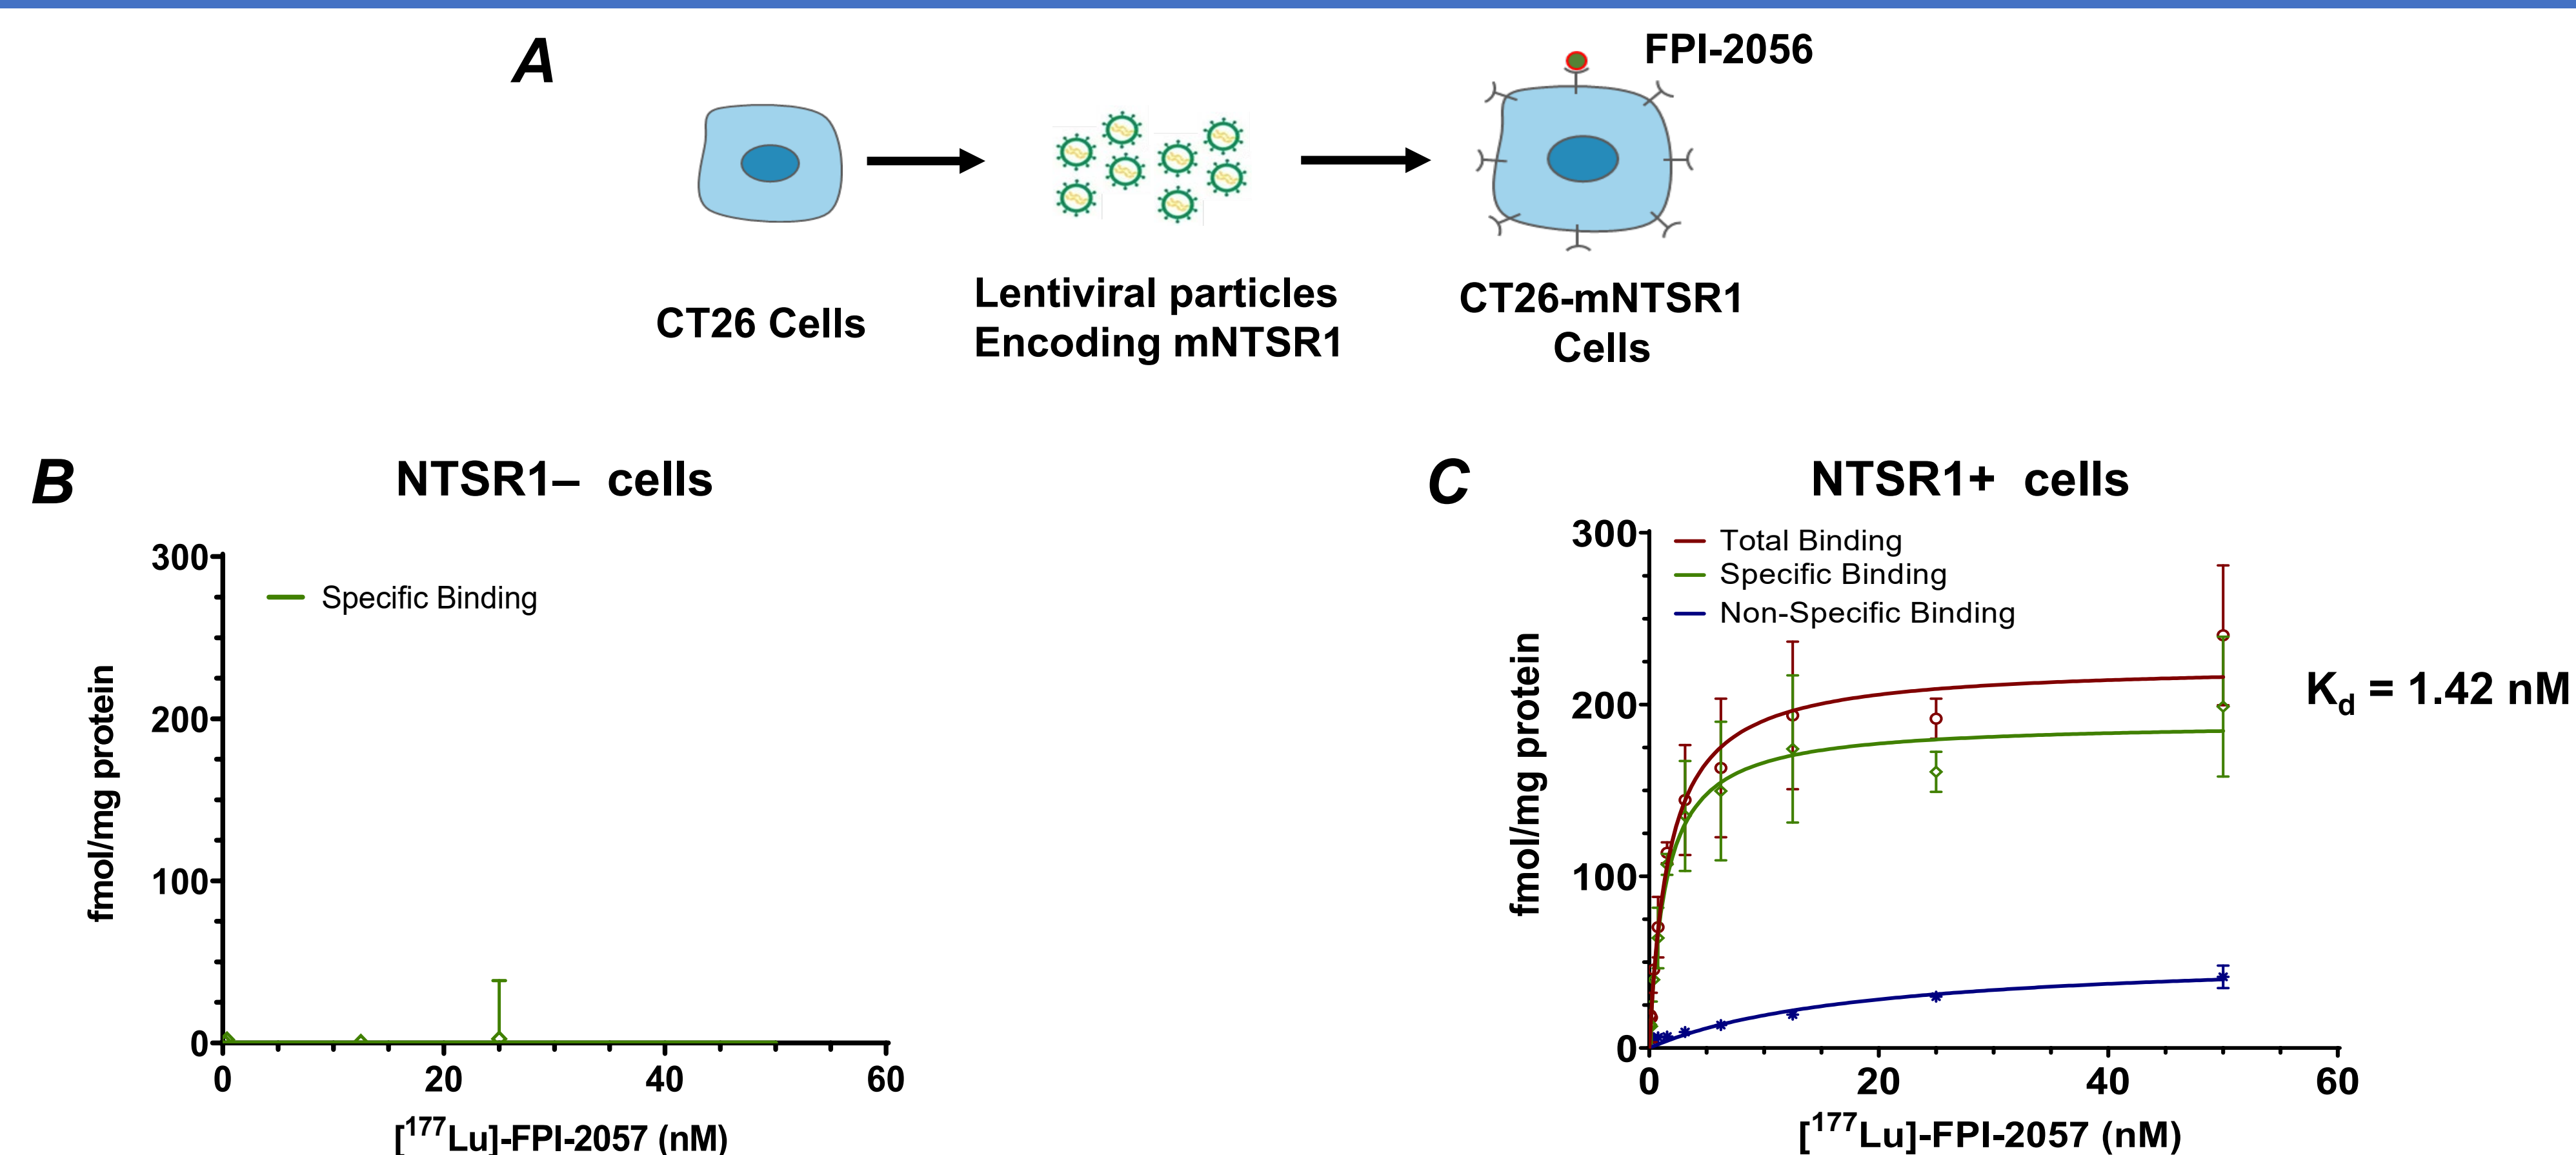 A
FPI-2056
CT26 Cells
Lentiviral particles
Encoding mNTSR1
CT26-mNTSR1
Cells
B
NTSR1– cells
300
200
100
0
Specific Binding
fmol/mg protein
0
20
40
60
[177Lu]-FPI-2057 (nM)
C
NTSR1+ cells
300
200
100
0
Total Binding
Specific Binding
Non-Specific Binding
fmol/mg protein
Kd = 1.42 nM
0
20
40
60
[177Lu]-FPI-2057 (nM)